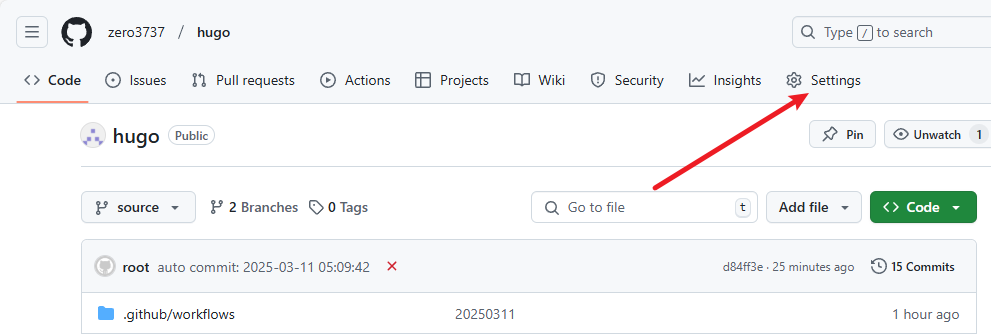 zero3737 / hugo Type / to search
Code Issues Pull requests Actions Projects Wiki Security Insights Settings
hugo Public Pin Unwatch 1
source 2 Branches 0 Tags Go to file t Add file Code
root auto commit: 2025-03-11 05:09:42 d84ff3e · 25 minutes ago 15 Commits
.github/workflows 20250311 1 hour ago